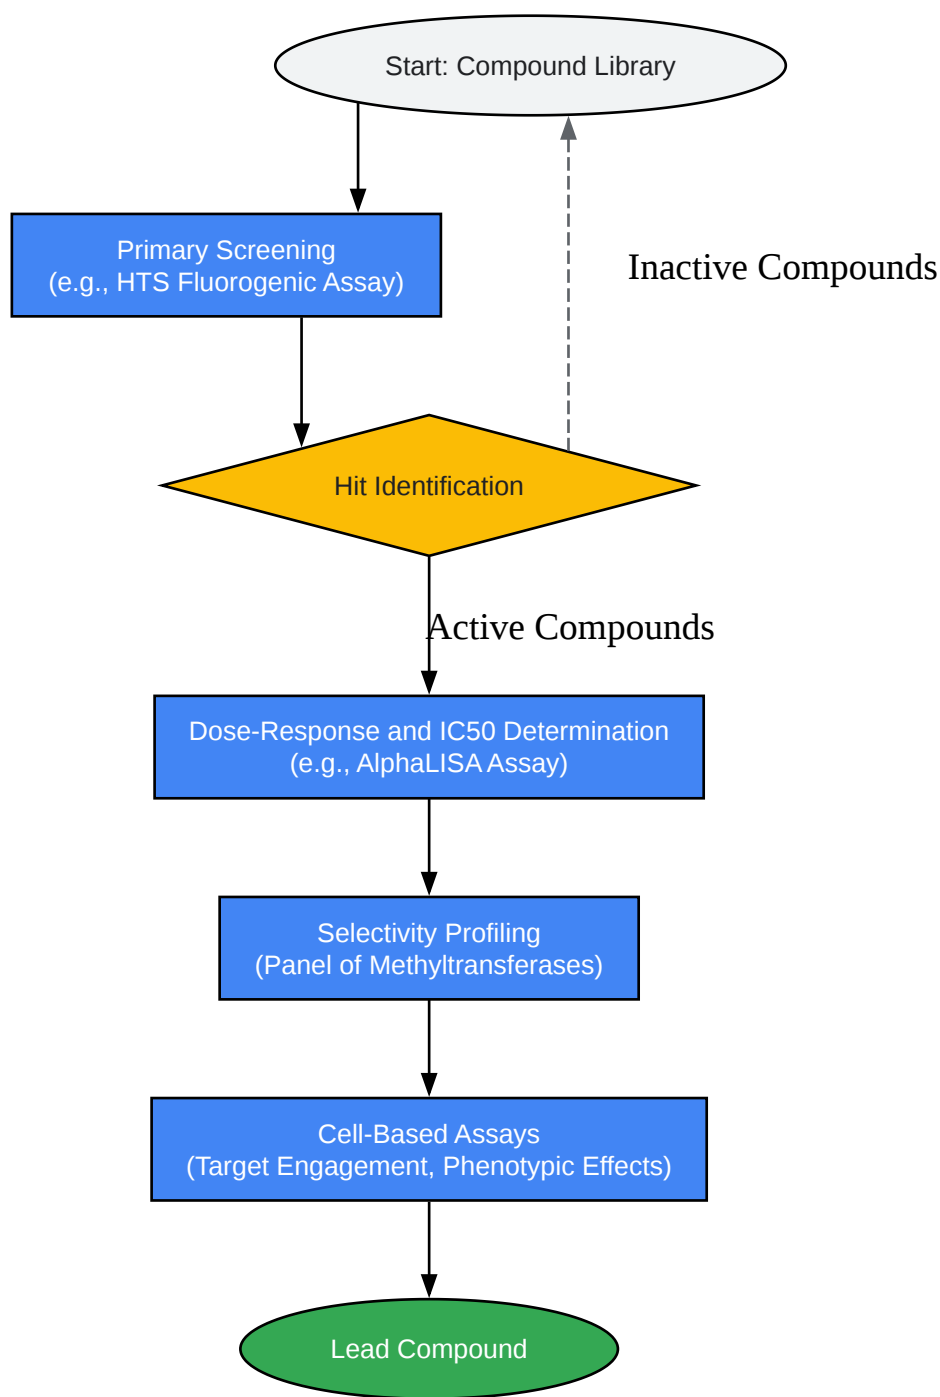 Start: Compound Library
Primary Screening
(e.g., HTS Fluorogenic Assay)
Inactive Compounds
Hit Identification
Active Compounds
Dose-Response and IC50 Determination
(e.g., AlphaLISA Assay)
Selectivity Profiling
(Panel of Methyltransferases)
Cell-Based Assays
(Target Engagement, Phenotypic Effects)
Lead Compound